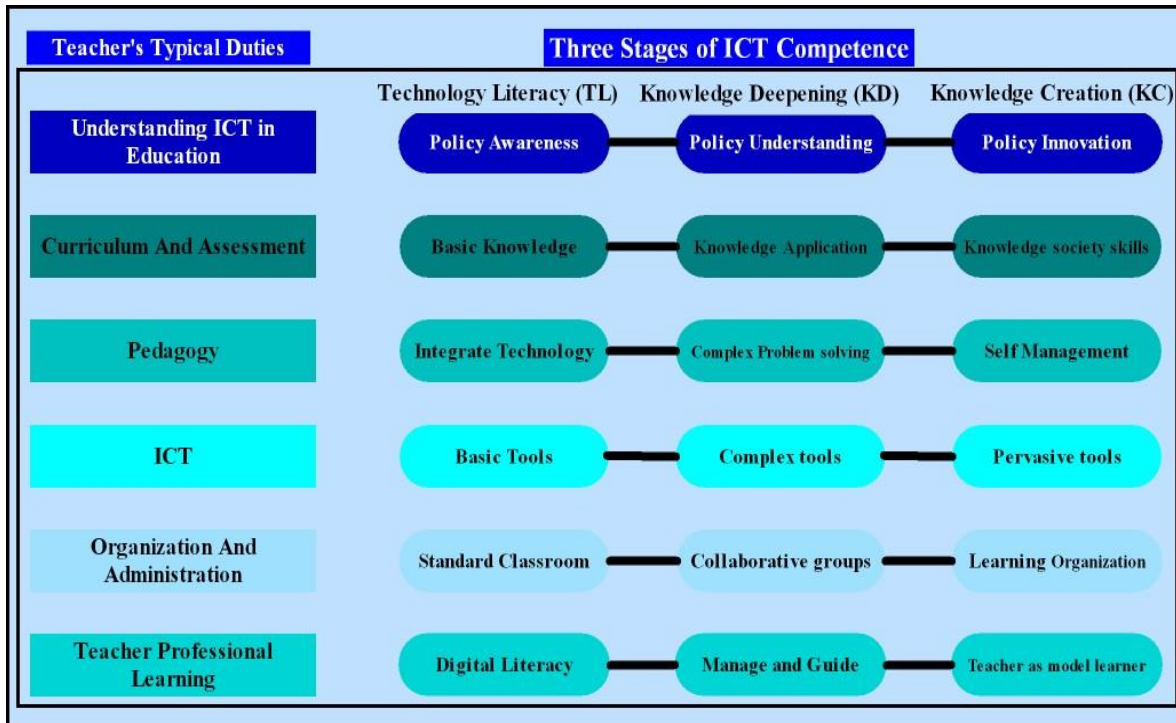 Teacher's Typical Duties
Three Stages of ICT Competence
Technology Literacy (TL)
Knowledge Deepening (KD)
Knowledge Creation (KC)
Understanding ICT in
Education
Policy Awareness
Policy Understanding
Policy Innovation
Curriculum And Assessment
Basic Knowledge
Knowledge Application
Knowledge society skills
Pedagogy
Integrate Technology
Complex Problem solving
Self Management
ICT
Basic Tools
Complex tools
Pervasive tools
Organization And
Administration
Standard Classroom
Collaborative groups
Learning Organization
Teacher Professional
Learning
Digital Literacy
Manage and Guide
Teacher as model learner